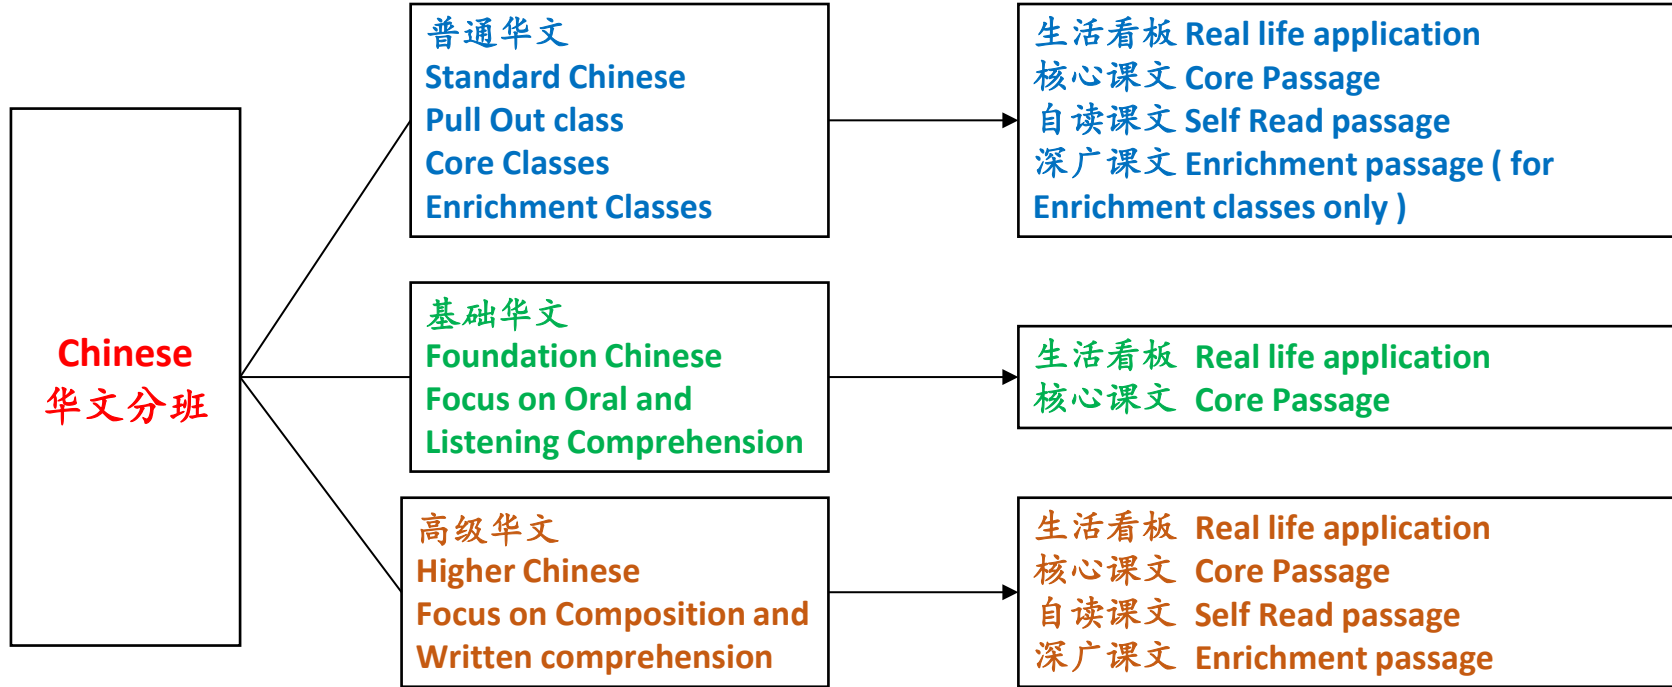 Chinese
华文分班
普通华文
Standard Chinese
Pull Out class
Core Classes
Enrichment Classes
生活看板 Real life application
核心课文 Core Passage
自读课文 Self Read passage
深广课文 Enrichment passage ( for
Enrichment classes only )
基础华文
Foundation Chinese
Focus on Oral and
Listening Comprehension
生活看板 Real life application
核心课文 Core Passage
高级华文
Higher Chinese
Focus on Composition and
Written comprehension
生活看板 Real life application
核心课文 Core Passage
自读课文 Self Read passage
深广课文 Enrichment passage